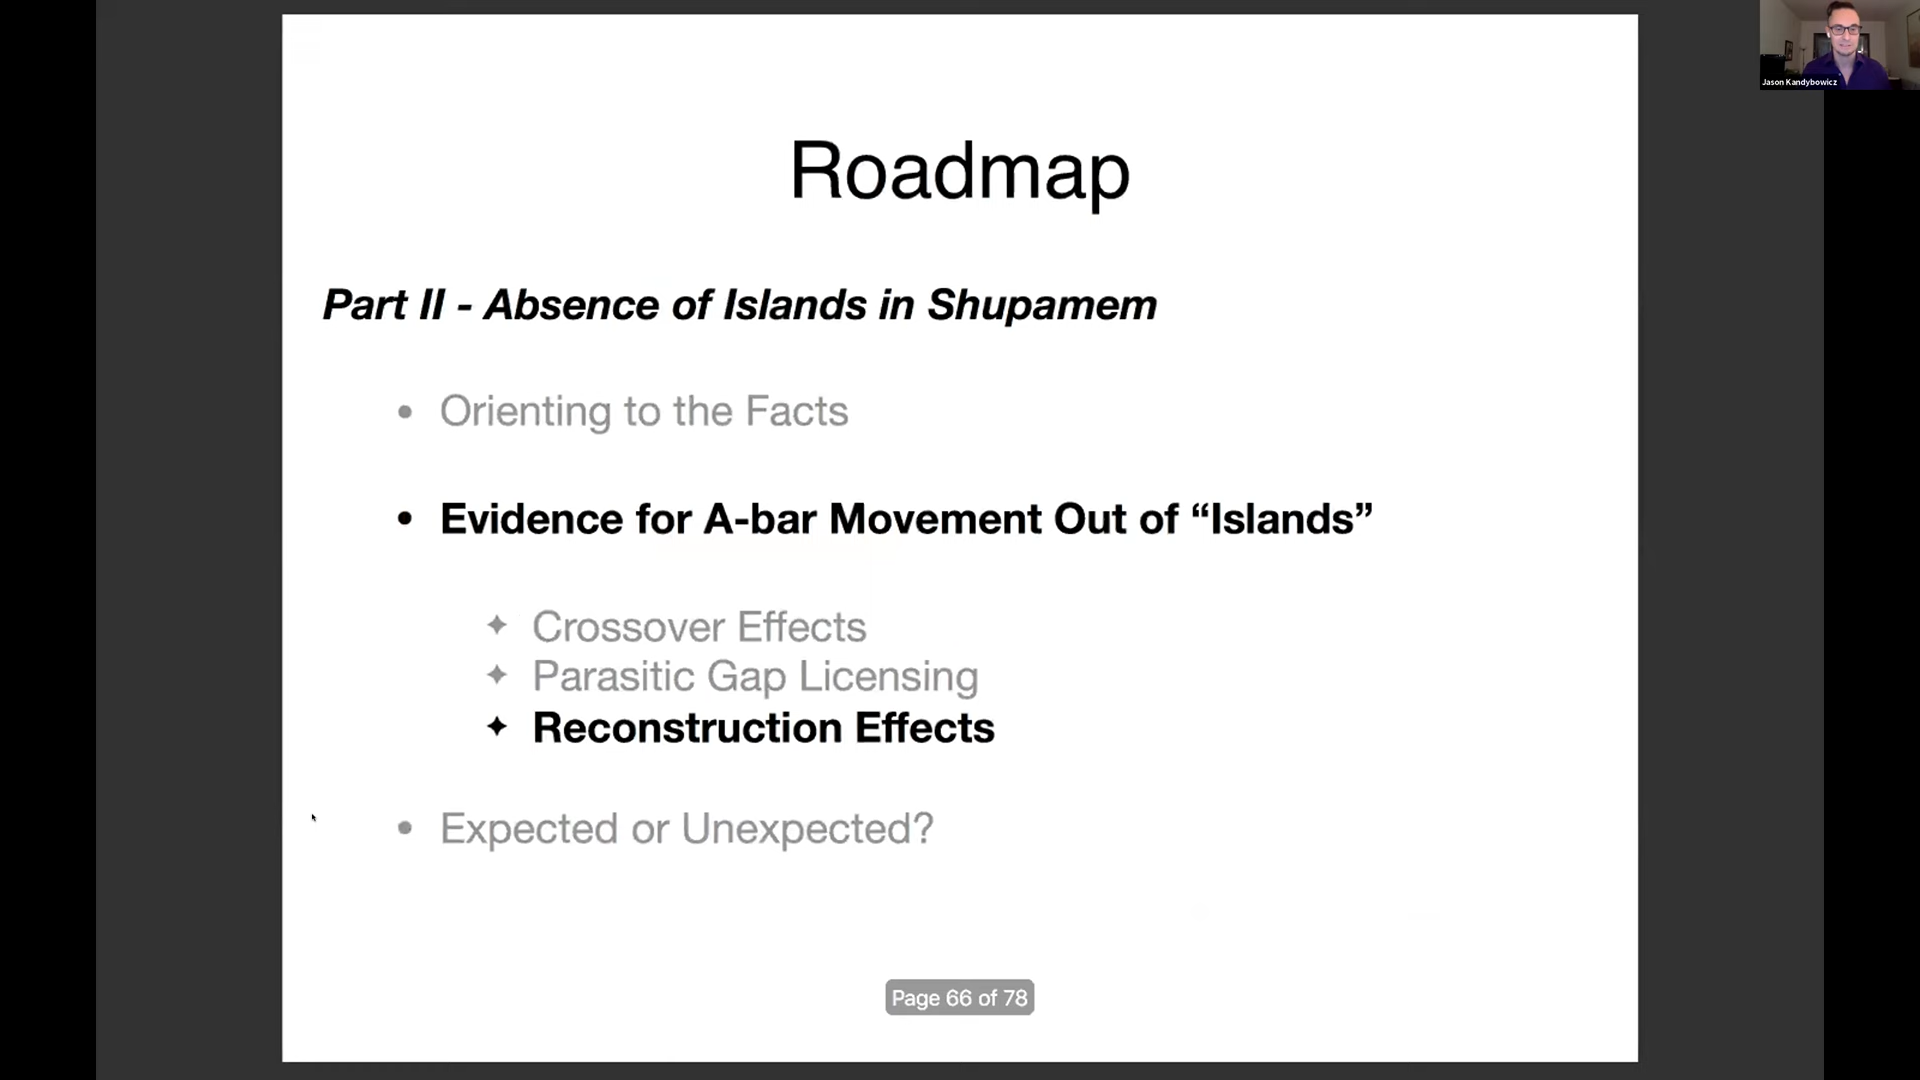 Roadmap
Part II - Absence of Islands in Shupamem
• Orienting to the Facts
• Evidence for A-bar Movement Out of “Islands”
✦ Crossover Effects
✦ Parasitic Gap Licensing
✦ Reconstruction Effects
• Expected or Unexpected?
Page 66 of 78
Jason Kandybowicz